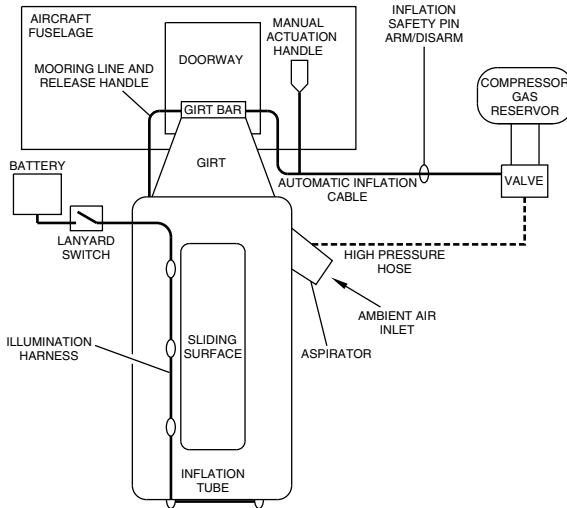 AIRCRAFT
FUSELAGE
MANUAL
ACTUATION
HANDLE
INFLATION
SAFETY PIN
ARM/DISARM
MOORING LINE AND
RELEASE HANDLE
DOORWAY
COMPRESSOR
GAS
RESERVOIR
GIRT BAR
BATTERY
GIRT
AUTOMATIC INFLATION
CABLE
VALVE
LANYARD
SWITCH
HIGH PRESSURE
HOSE
AMBIENT AIR
INLET
ILLUMINATION
HARNESS
SLIDING
SURFACE
ASPIRATOR
INFLATION
TUBE